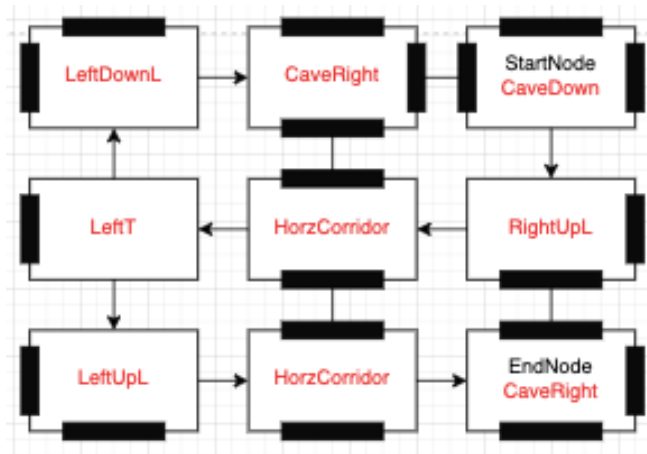 LeftDownL
CaveRight
StartNode
CaveDown
LeftT
HorzCorridor
RightUpL
LeftUpL
HorzCorridor
EndNode
CaveRight